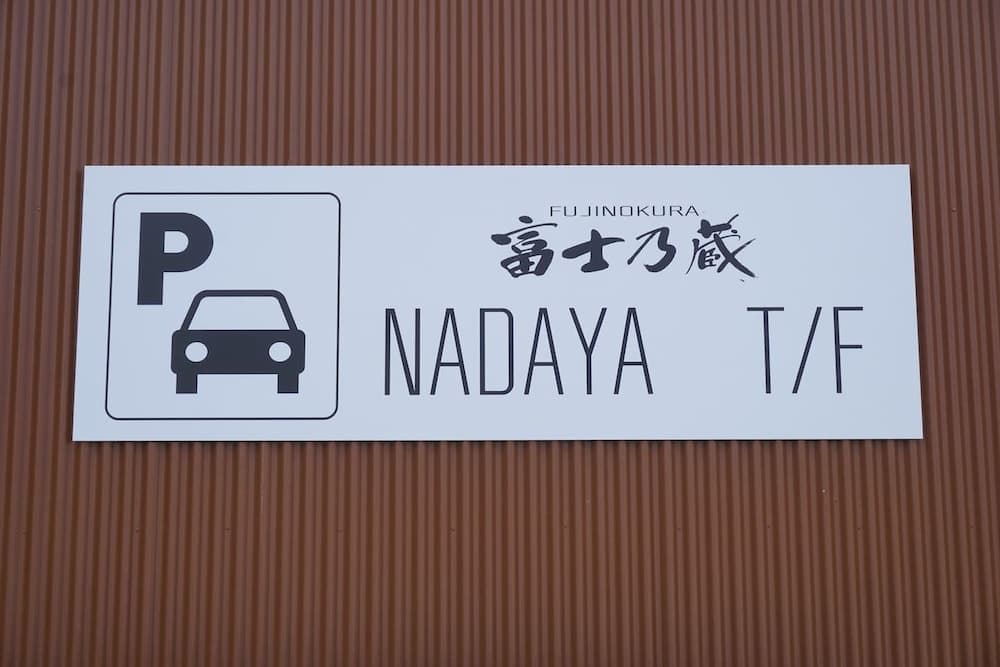 P
FUJINOKURA
富士乃蔵
NADAYA T/F